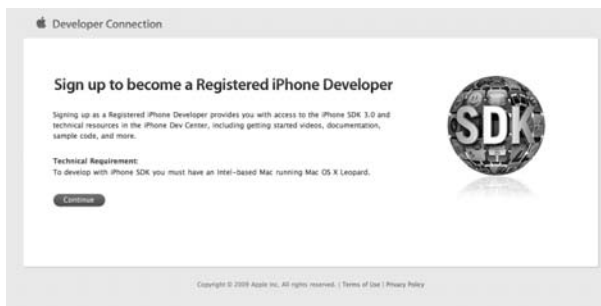 Developer Connection
Sign up to become a Registered iPhone Developer
Signing up as a Registered iPhone Developer provides you with access to the iPhone SDK 3.0 and
technical resources in the iPhone Dev Center, including getting started videos, documentation,
sample code, and more.
SDK
Technical Requirement:
To develop with iPhone SDK you must have an Intel-based Mac running Mac OS X Leopard.
Continue
Copyright © 2009 Apple Inc. All rights reserved. | Terms of Use | Privacy Policy